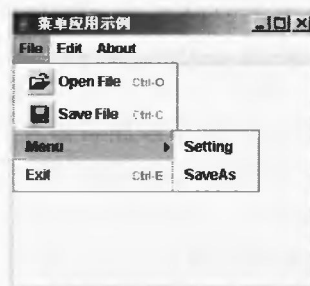 菜单应用示例
File Edit About
Open File Ctrl-O
Save File Ctrl-C
Menu Setting
Exit Ctrl-E SaveAs